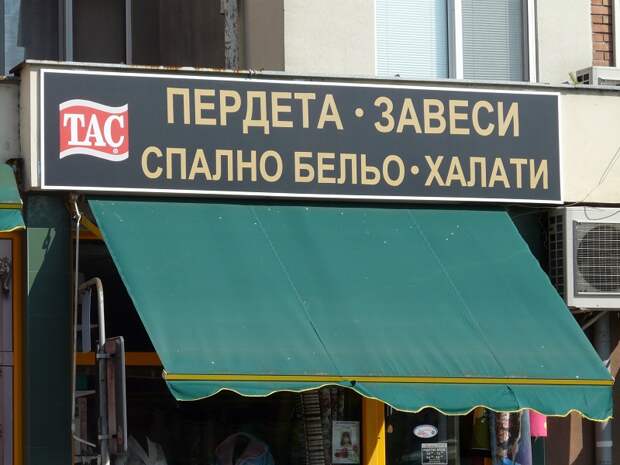 TAC®
ПЕРДЕТА · ЗАВЕСИ
СПАЛНО БЕЛЬО · ХАЛАТИ